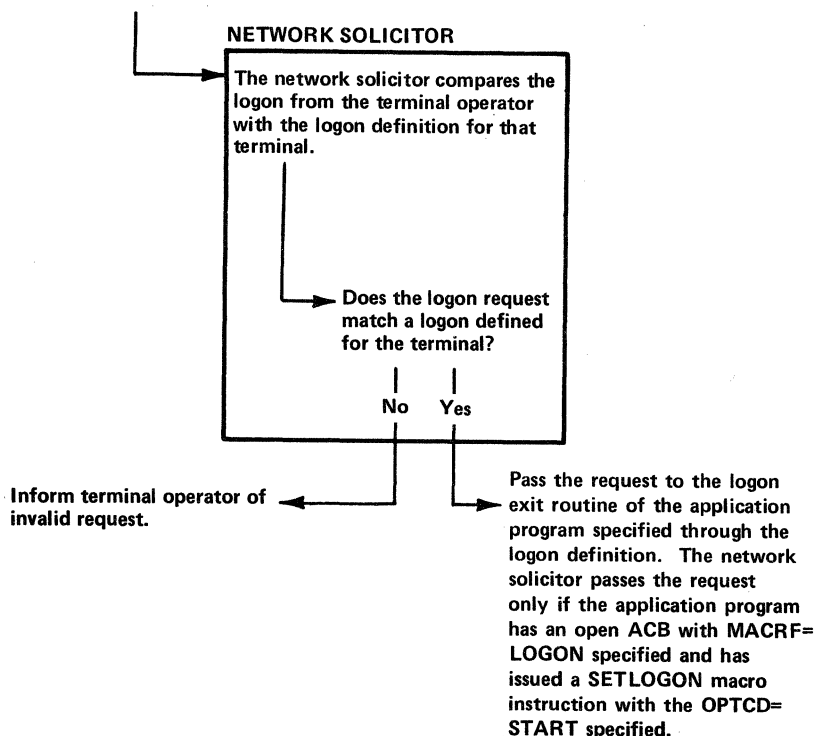 NETWORK SOLICITOR
The network solicitor compares the
logon from the terminal operator
with the logon definition for that
terminal.
Does the logon request
match a logon defined
for the terminal?
No Yes
Inform terminal operator of
invalid request.
Pass the request to the logon
exit routine of the application
program specified through the
logon definition. The network
solicitor passes the request
only if the application program
has an open ACB with MACRF=
LOGON specified and has
issued a SETLOGON macro
instruction with the OPTCD=
START specified.